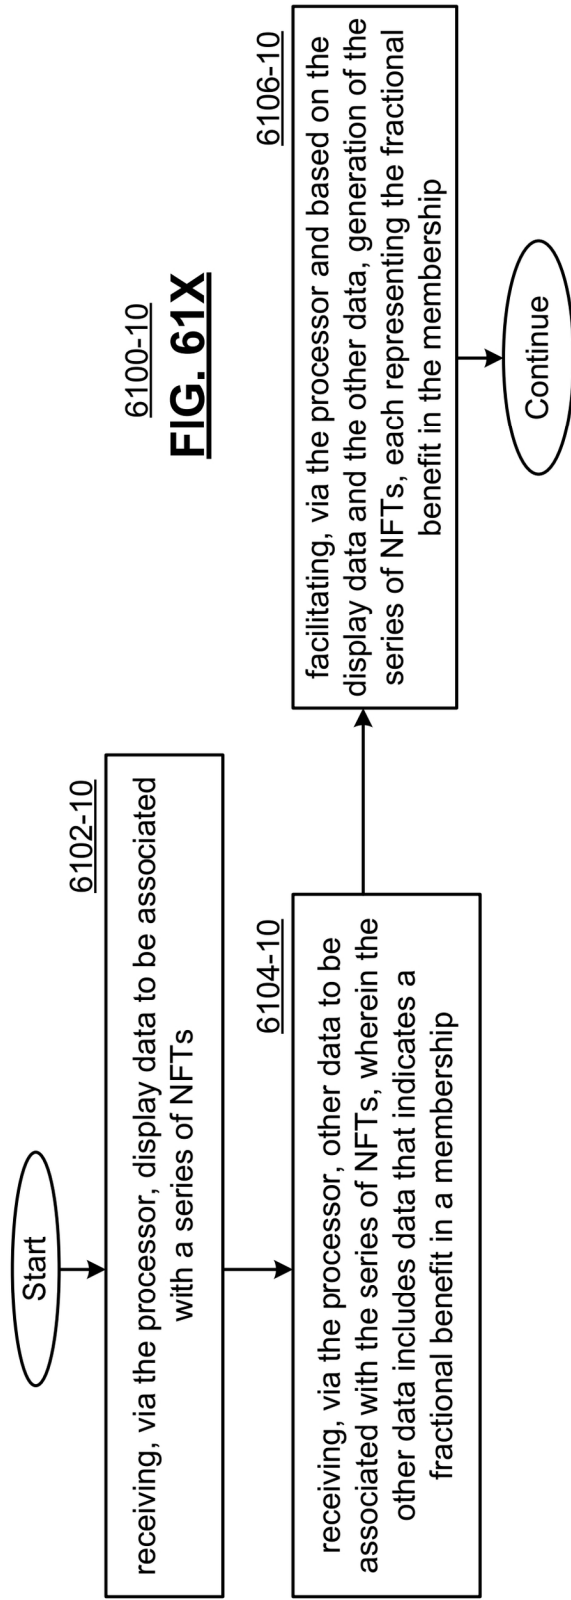 6100-10
FIG. 61X
Start
6102-10
receiving, via the processor, display data to be associated
with a series of NFTs
6104-10
receiving, via the processor, other data to be
associated with the series of NFTs, wherein the
other data includes data that indicates a
fractional benefit in a membership
6106-10
facilitating, via the processor and based on the
display data and the other data, generation of the
series of NFTs, each representing the fractional
benefit in the membership
Continue